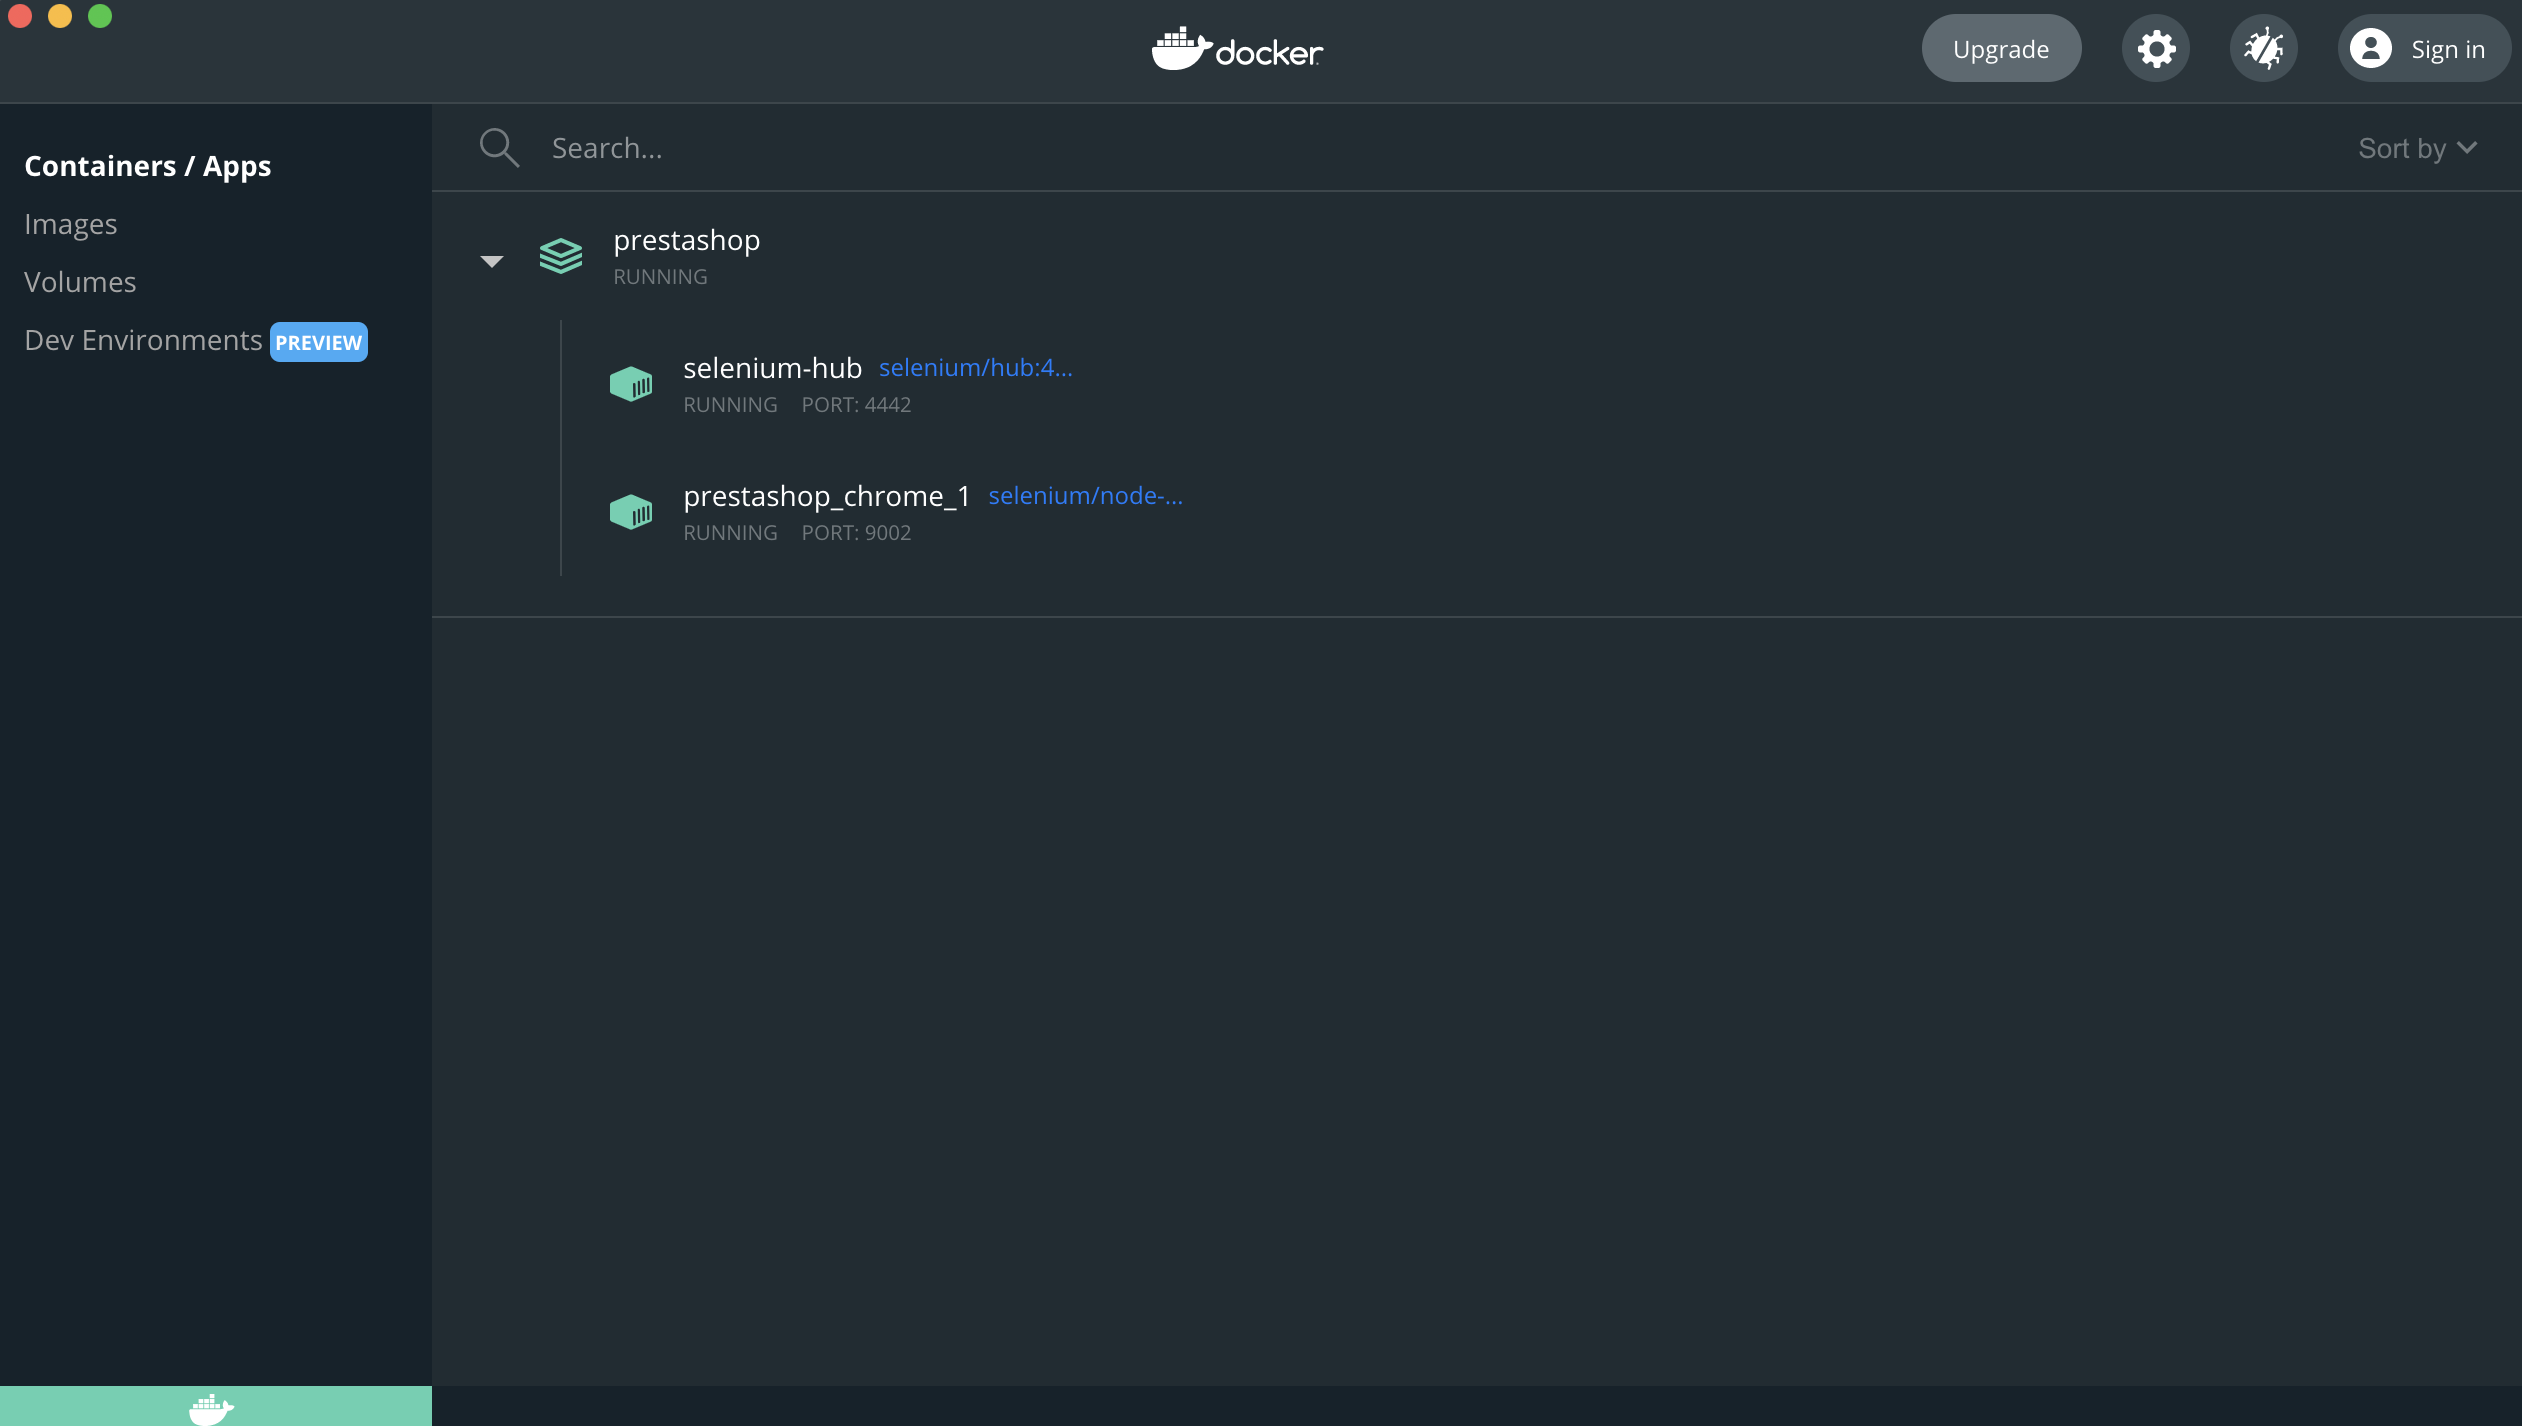 docker
Upgrade
Sign in
Containers / Apps
Images
Volumes
Dev Environments PREVIEW
Search...
Sort by
prestashop
RUNNING
selenium-hub selenium/hub:4...
RUNNING PORT: 4442
prestashop_chrome_1 selenium/node-...
RUNNING PORT: 9002